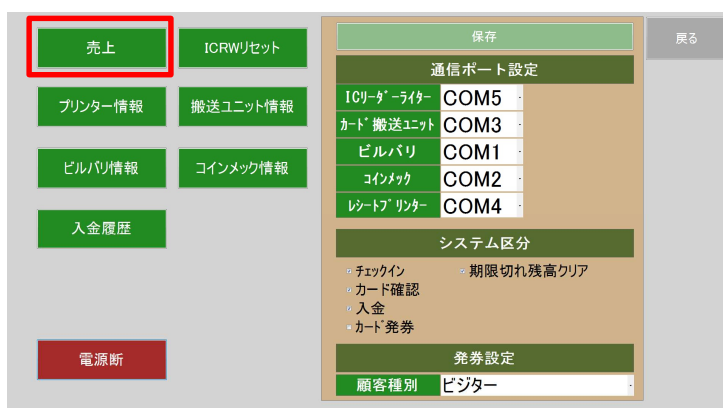 売上
ICRWリセット
プリンター情報
搬送ユニット情報
ビルバリ情報
コインメック情報
入金履歴
電源断
保存
通信ポート設定
ICﾘｰﾀﾞｰﾗｲﾀｰ COM5
ｶｰﾄﾞ搬送ﾕﾆｯﾄ COM3
ビルバリ COM1
ｺｲﾝﾒｯｸ COM2
ﾚｼｰﾄﾌﾟﾘﾝﾀｰ COM4
システム区分
ﾁｪｯｸｲﾝ 期限切れ残高クリア
カード確認
入金
ｶｰﾄﾞ発券
発券設定
顧客種別 ビジター
戻る